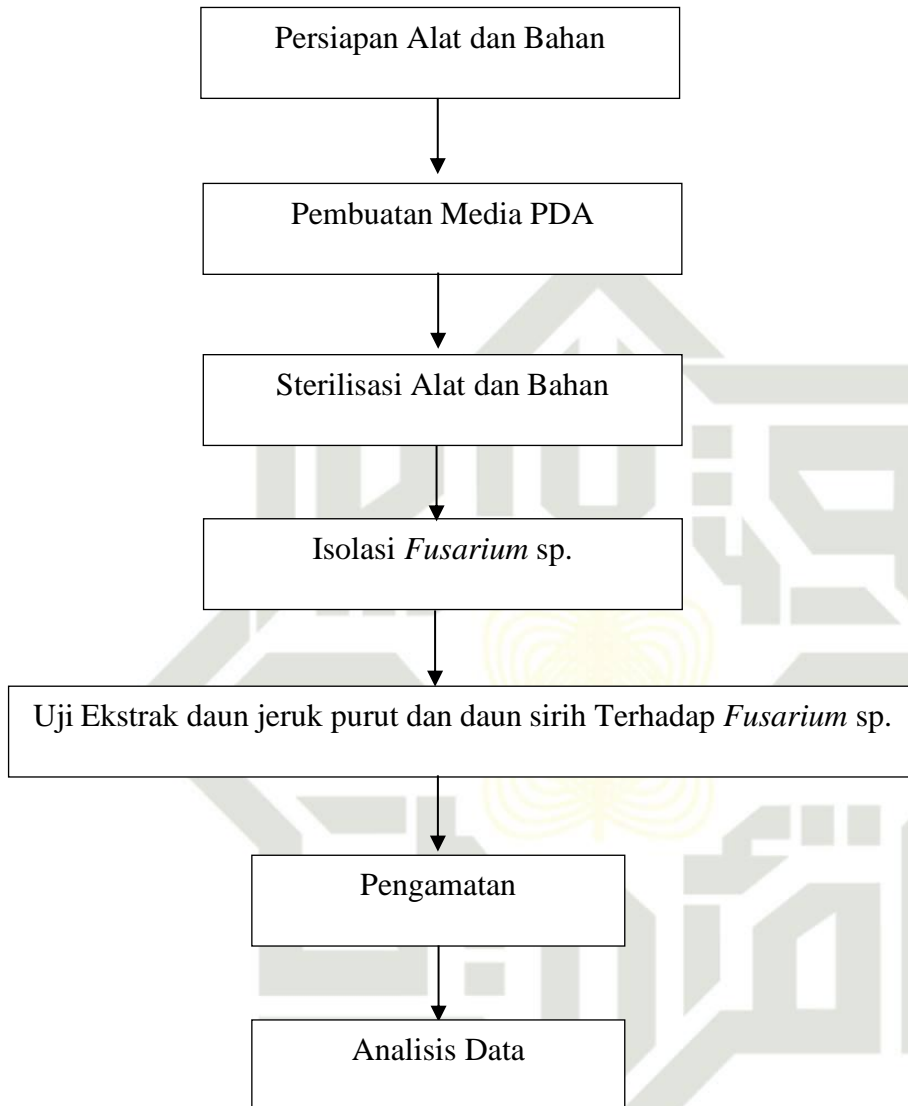 Persiapan Alat dan Bahan
Pembuatan Media PDA
Sterilisasi Alat dan Bahan
Isolasi Fusarium sp.
Uji Ekstrak daun jeruk purut dan daun sirih Terhadap Fusarium sp.
Pengamatan
Analisis Data